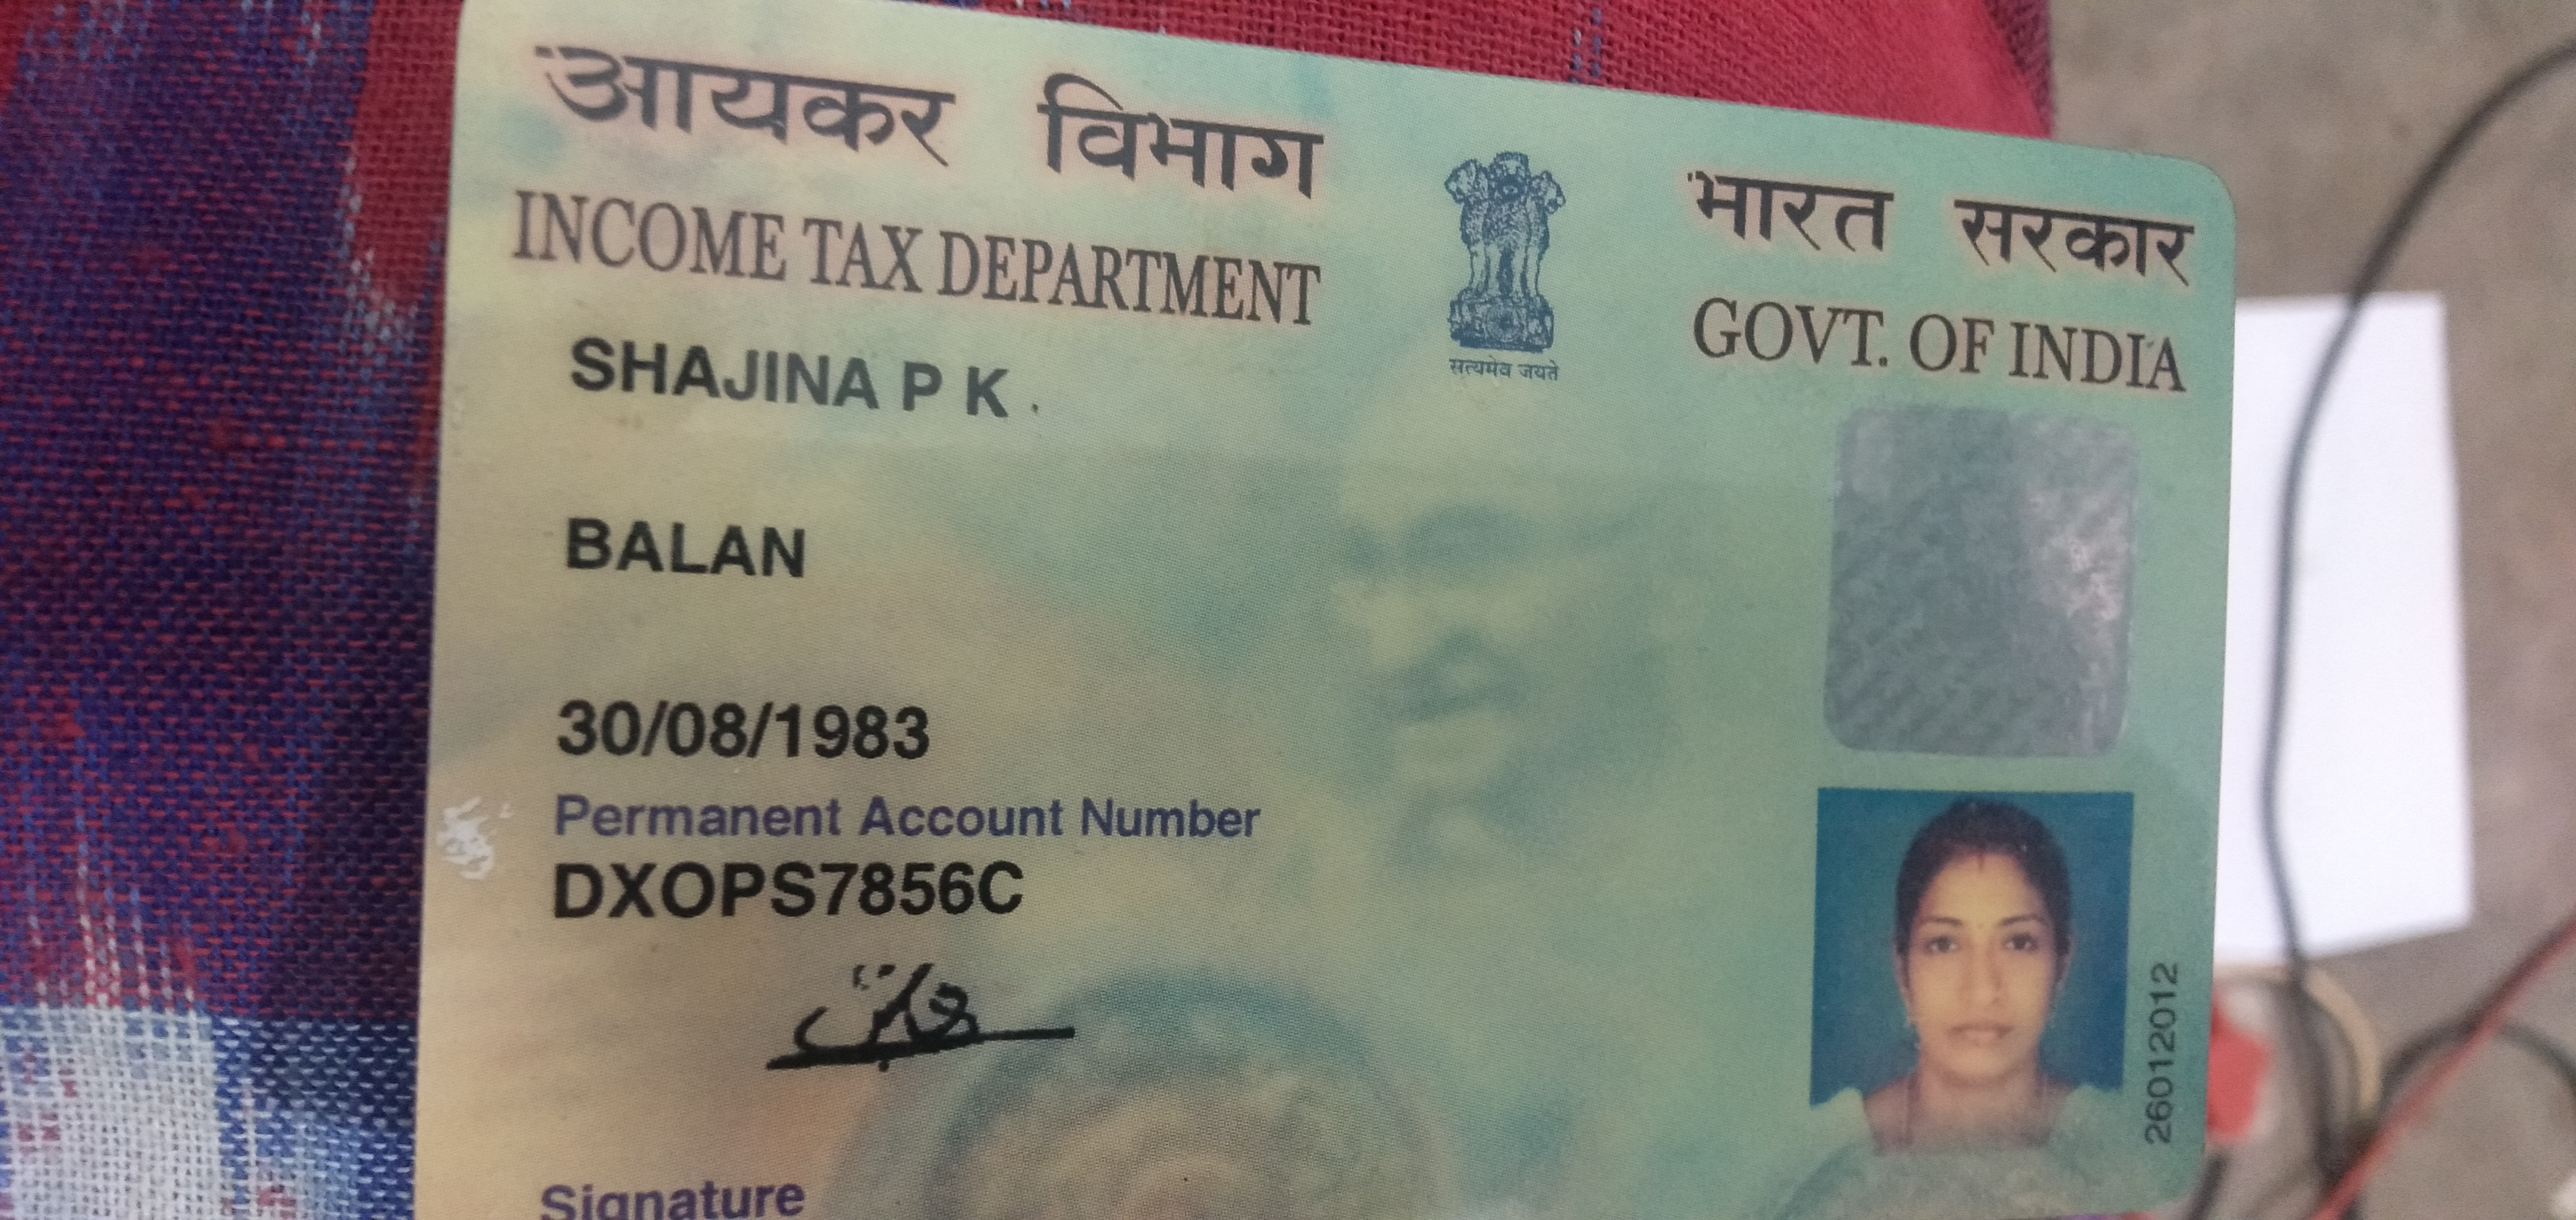 आयकर विभाग
INCOME TAX DEPARTMENT
भारत सरकार
GOVT. OF INDIA
सत्यमेव जयते
SHAJINA P K
BALAN
30/08/1983
Permanent Account Number
DXOPS7856C
Signature
26012012